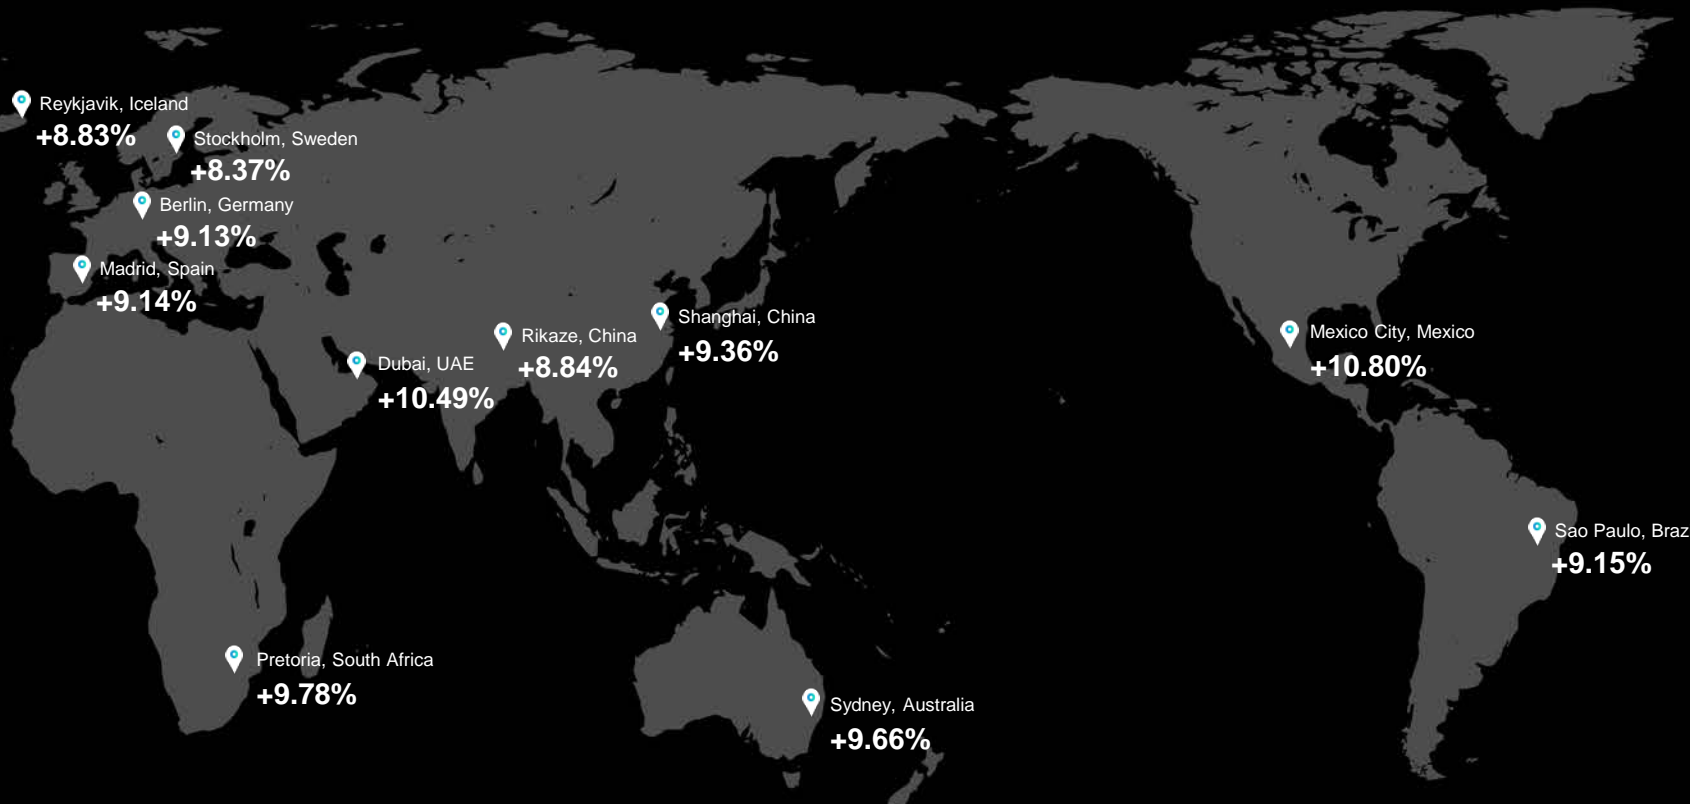 Reykjavik, Iceland
+8.83%
Stockholm, Sweden
+8.37%
Berlin, Germany
+9.13%
Madrid, Spain
+9.14%
Shanghai, China
+9.36%
Rikaze, China
+8.84%
Dubai, UAE
+10.49%
Mexico City, Mexico
+10.80%
Sao Paulo, Braz
+9.15%
Pretoria, South Africa
+9.78%
Sydney, Australia
+9.66%